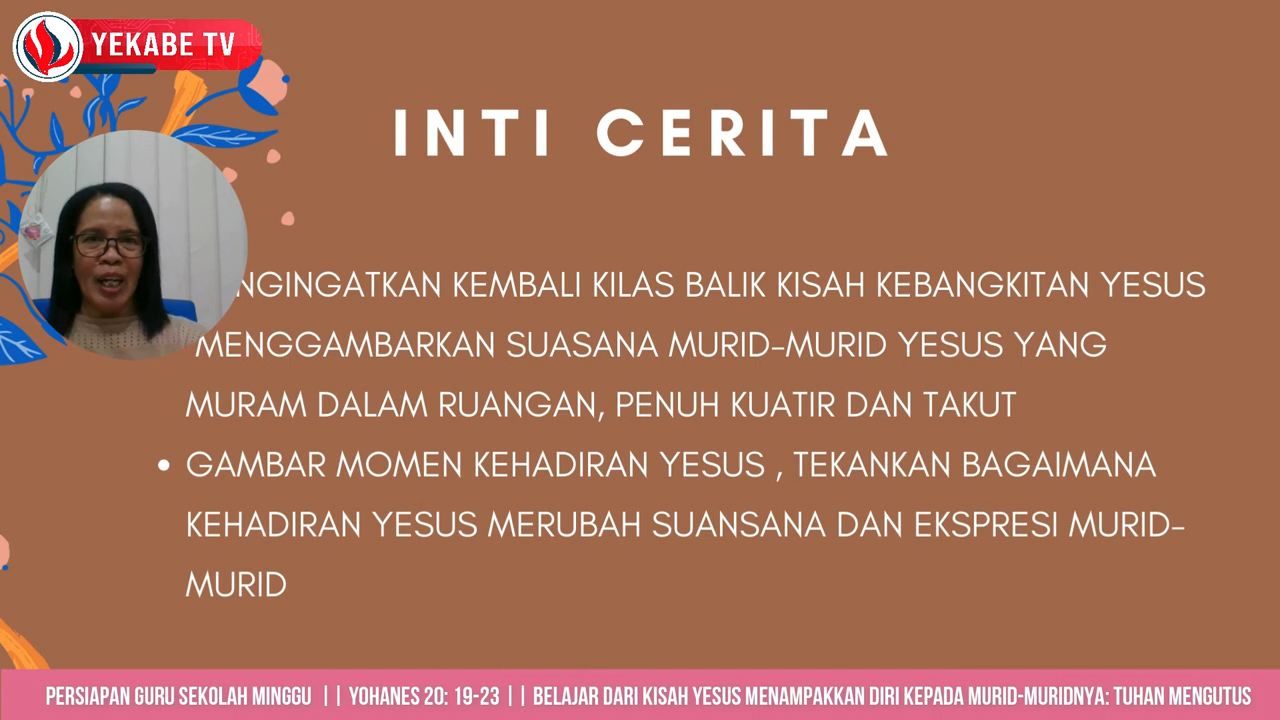 YEKABE TV
INTI CERITA
KEMBALI KILAS BALIK KISAH KEBANGKITAN YESUS
MENGGAMBARKAN SUASANA MURID-MURID YESUS YANG
MURAM DALAM RUANGAN, PENUH KUATIR DAN TAKUT
GAMBAR MOMEN KEHADIRAN YESUS , TEKANKAN BAGAIMANA
KEHADIRAN YESUS MERUBAH SUANSANA DAN EKSPRESI MURID-
MURID
PERSIAPAN GURU SEKOLAH MINGGU || YOHANES 20: 19-23 || BELAJAR DARI KISAH YESUS MENAMPAKKAN DIRI KEPADA MURID-MURIDNYA: TUHAN MENGUTUS